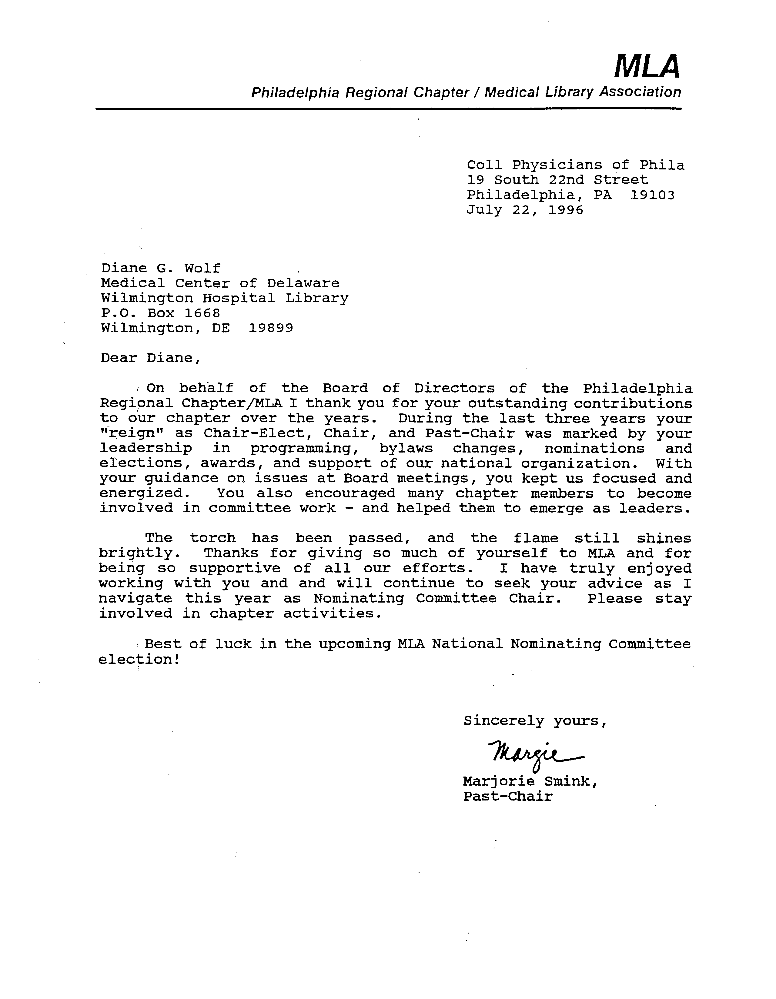 MLA
Philadelphia Regional Chapter / Medical Library Association
Coll Physicians of Phila
19 South 22nd Street
Philadelphia, PA  19103
July 22, 1996
Diane G. Wolf
Medical Center of Delaware
Wilmington Hospital Library
P.O. Box 1668
Wilmington, DE  19899
Dear Diane,
On behalf of the Board of Directors of the Philadelphia
Regional Chapter/MLA I thank you for your outstanding contributions
to our chapter over the years.  During the last three years your
"reign" as Chair-Elect, Chair, and Past-Chair was marked by your
leadership in programming, bylaws changes, nominations and
elections, awards, and support of our national organization.  With
your guidance on issues at Board meetings, you kept us focused and
energized.  You also encouraged many chapter members to become
involved in committee work - and helped them to emerge as leaders.
The torch has been passed, and the flame still shines
brightly.  Thanks for giving so much of yourself to MLA and for
being so supportive of all our efforts.  I have truly enjoyed
working with you and and will continue to seek your advice as I
navigate this year as Nominating Committee Chair.  Please stay
involved in chapter activities.
Best of luck in the upcoming MLA National Nominating Committee
election!
Sincerely yours,
Margie
Marjorie Smink,
Past-Chair